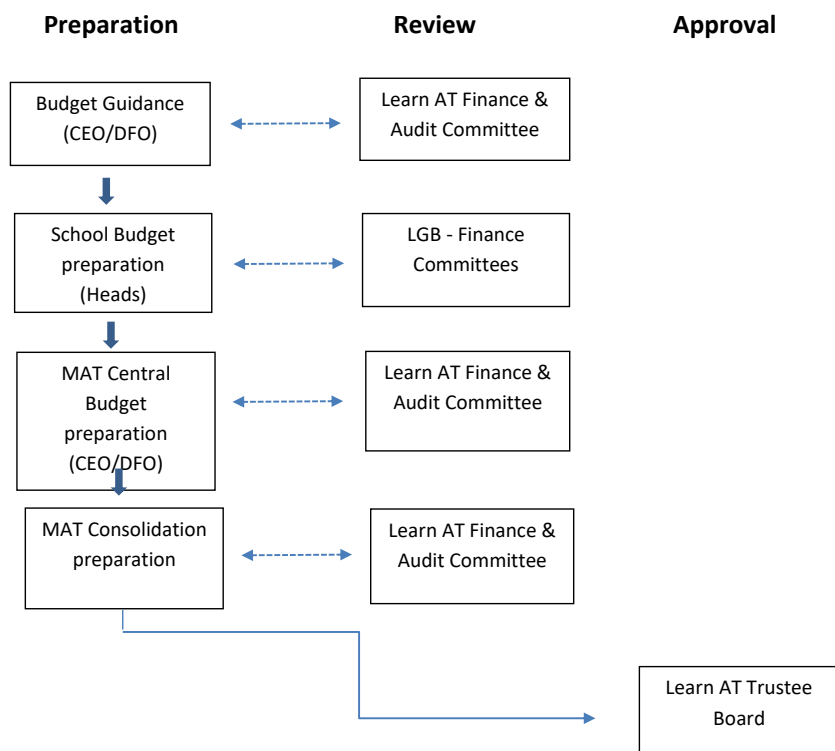 Preparation
Review
Approval
Budget Guidance
(CEO/DFO)
Learn AT Finance &
Audit Committee
School Budget
preparation
(Heads)
LGB - Finance
Committees
MAT Central
Budget
preparation
(CEO/DFO)
Learn AT Finance &
Audit Committee
MAT Consolidation
preparation
Learn AT Finance &
Audit Committee
Learn AT Trustee
Board